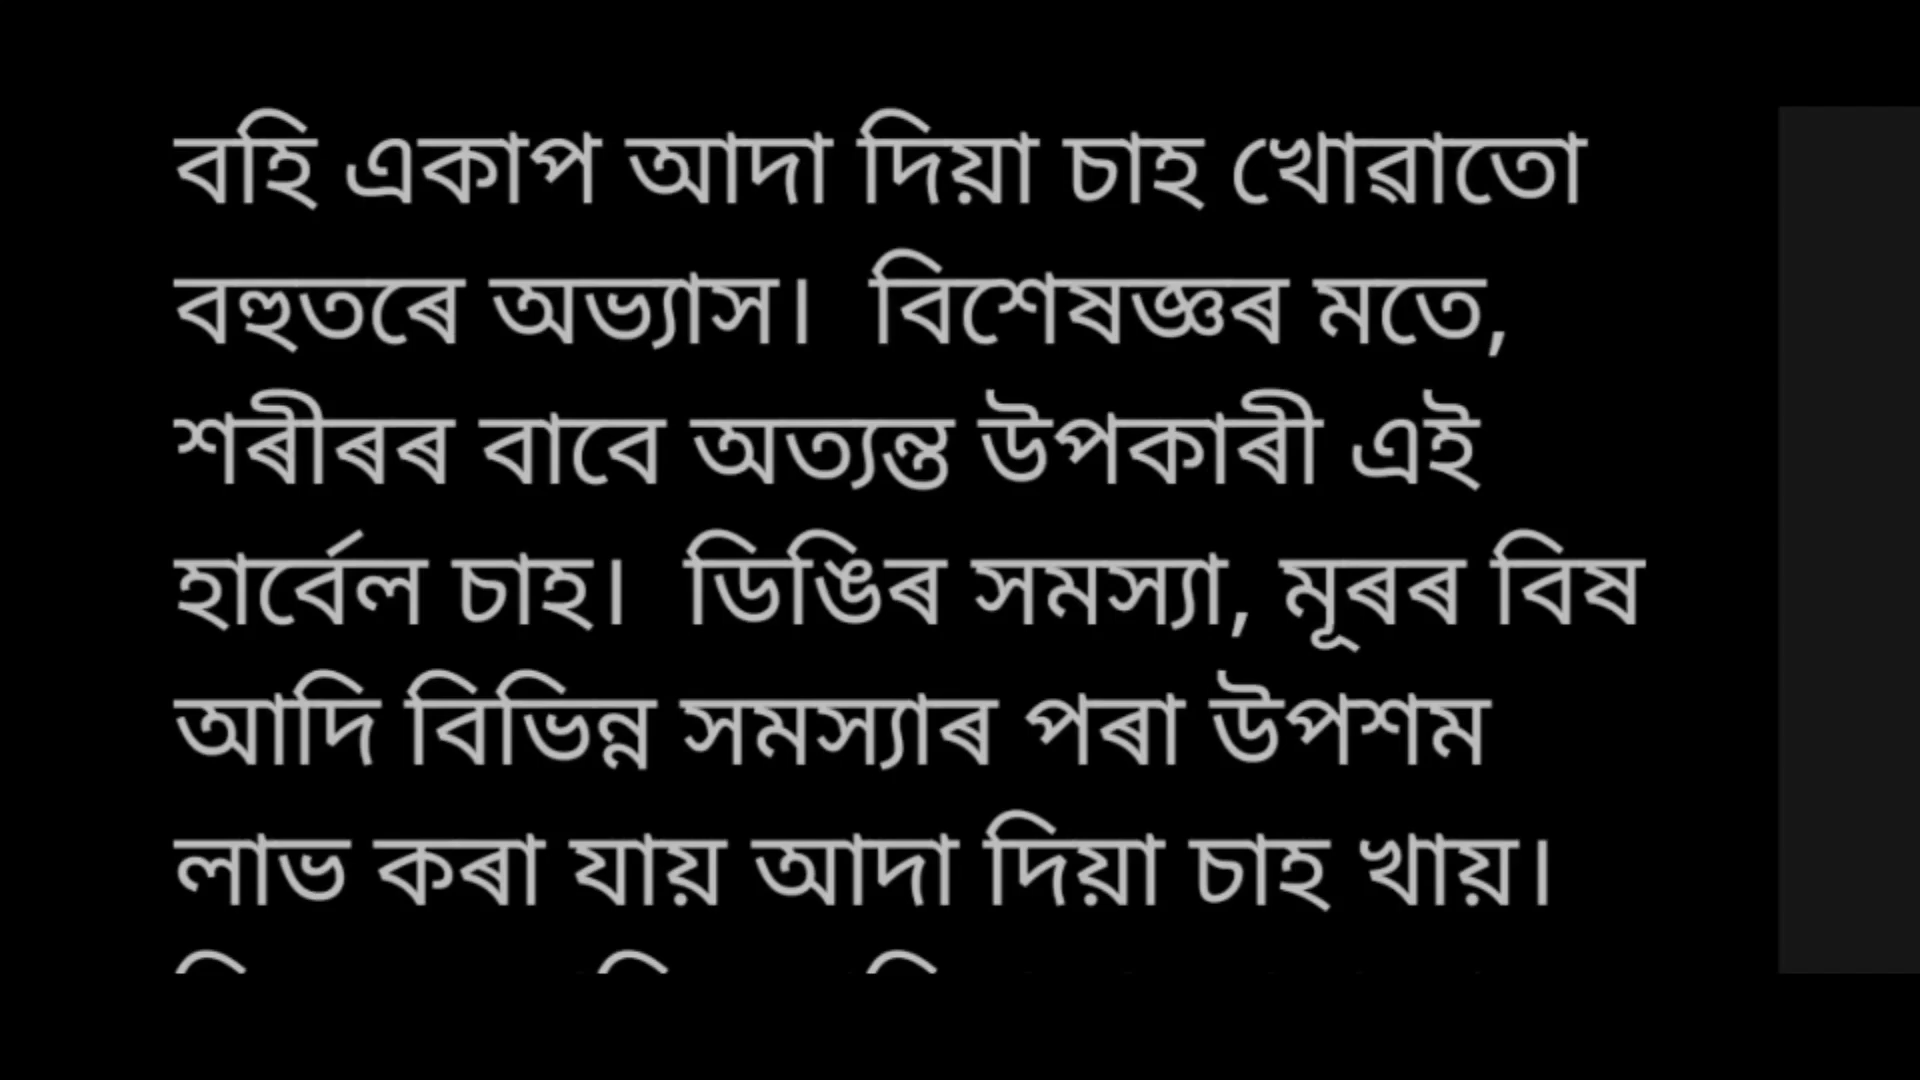 বহি একাপ আদা দিয়া চাহ খোৱাতো
বহুতৰে অভ্যাস। বিশেষজ্ঞৰ মতে,
শৰীৰৰ বাবে অত্যন্ত উপকাৰী এই
হাৰ্বেল চাহ। ডিঙিৰ সমস্যা, মূৰৰ বিষ
আদি বিভিন্ন সমস্যাৰ পৰা উপশম
লাভ কৰা যায় আদা দিয়া চাহ খায়।